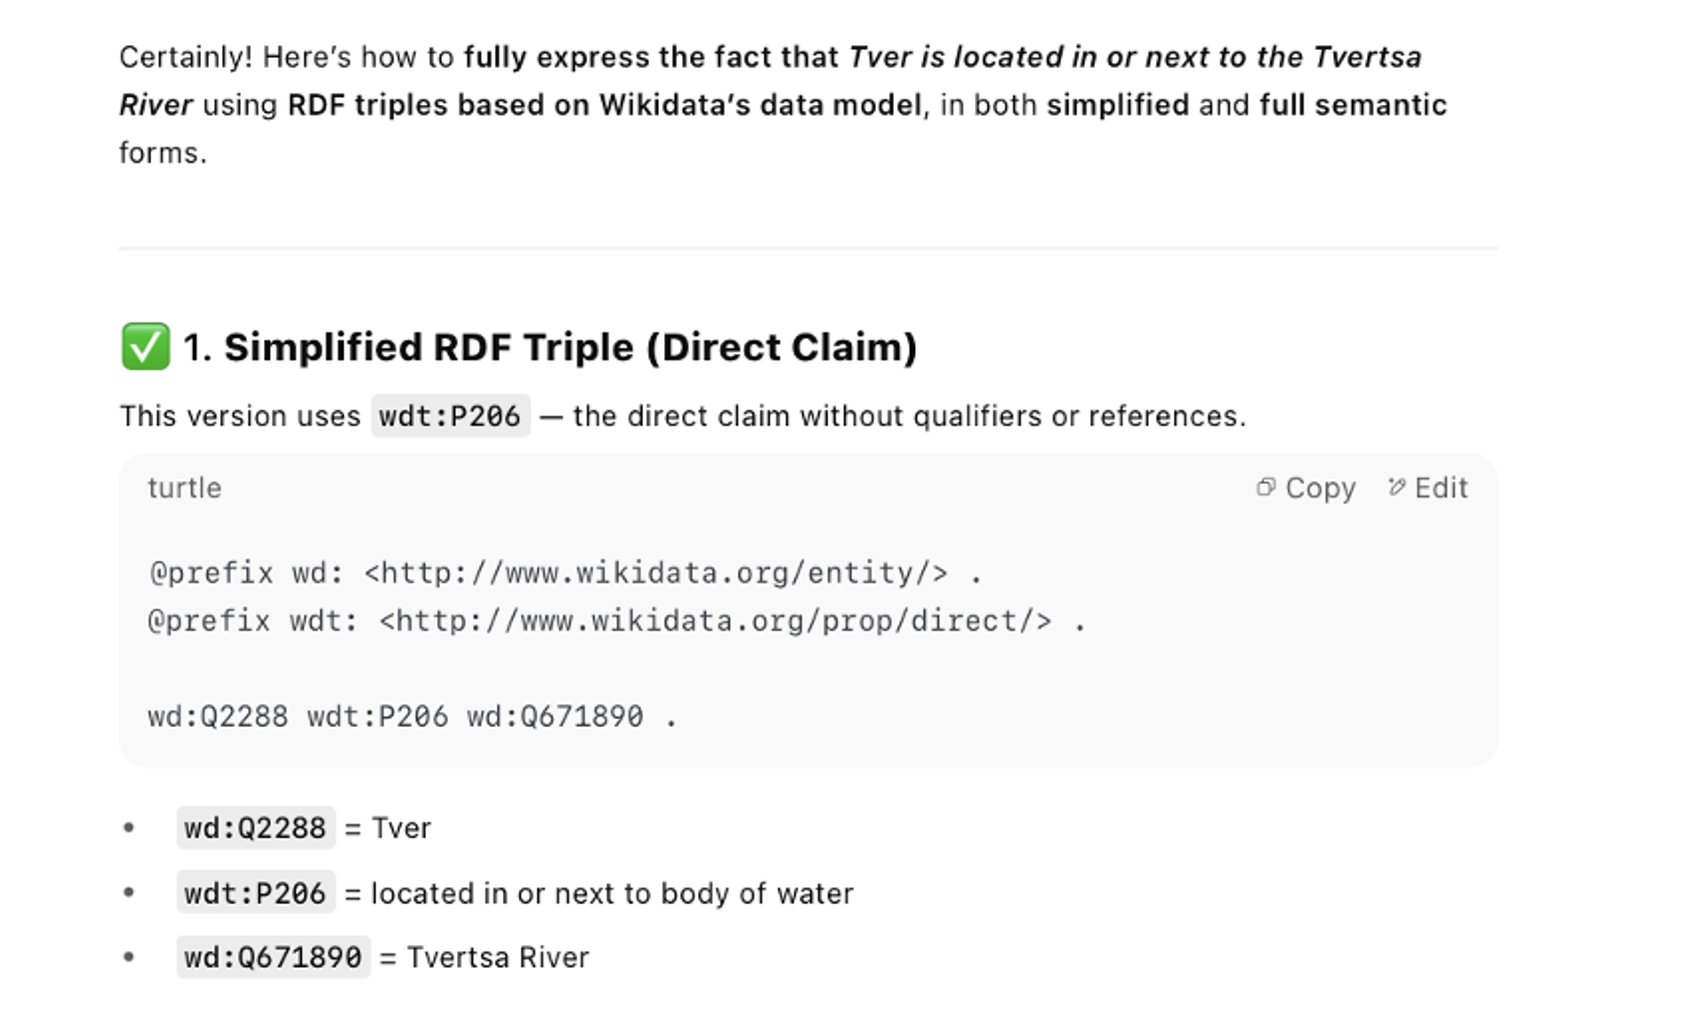 Certainly! Here’s how to fully express the fact that Tver is located in or next to the Tvertsa
River using RDF triples based on Wikidata’s data model, in both simplified and full semantic
forms.
✅ 1. Simplified RDF Triple (Direct Claim)
This version uses wdt:P206 — the direct claim without qualifiers or references.
turtle Copy Edit
@prefix wd: <http://www.wikidata.org/entity/> .
@prefix wdt: <http://www.wikidata.org/prop/direct/> .
wd:Q2288 wdt:P206 wd:Q671890 .
• wd:Q2288 = Tver
• wdt:P206 = located in or next to body of water
• wd:Q671890 = Tvertsa River